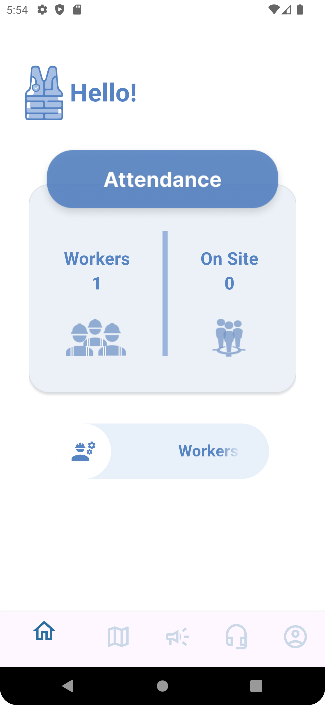 5:54
Hello!
Attendance
Workers
1
On Site
0
Workers